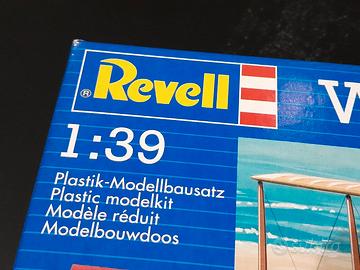 ® Revell
W
1:39
Plastik-Modellbausatz
Plastic modelkit
Modèle réduit
Modelbouwdoos